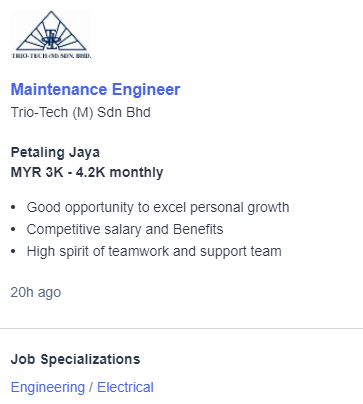 TRIO-TECH (M) SDN. BHD.
Maintenance Engineer
Trio-Tech (M) Sdn Bhd
Petaling Jaya
MYR 3K - 4.2K monthly
• Good opportunity to excel personal growth
• Competitive salary and Benefits
• High spirit of teamwork and support team
20h ago
Job Specializations
Engineering / Electrical